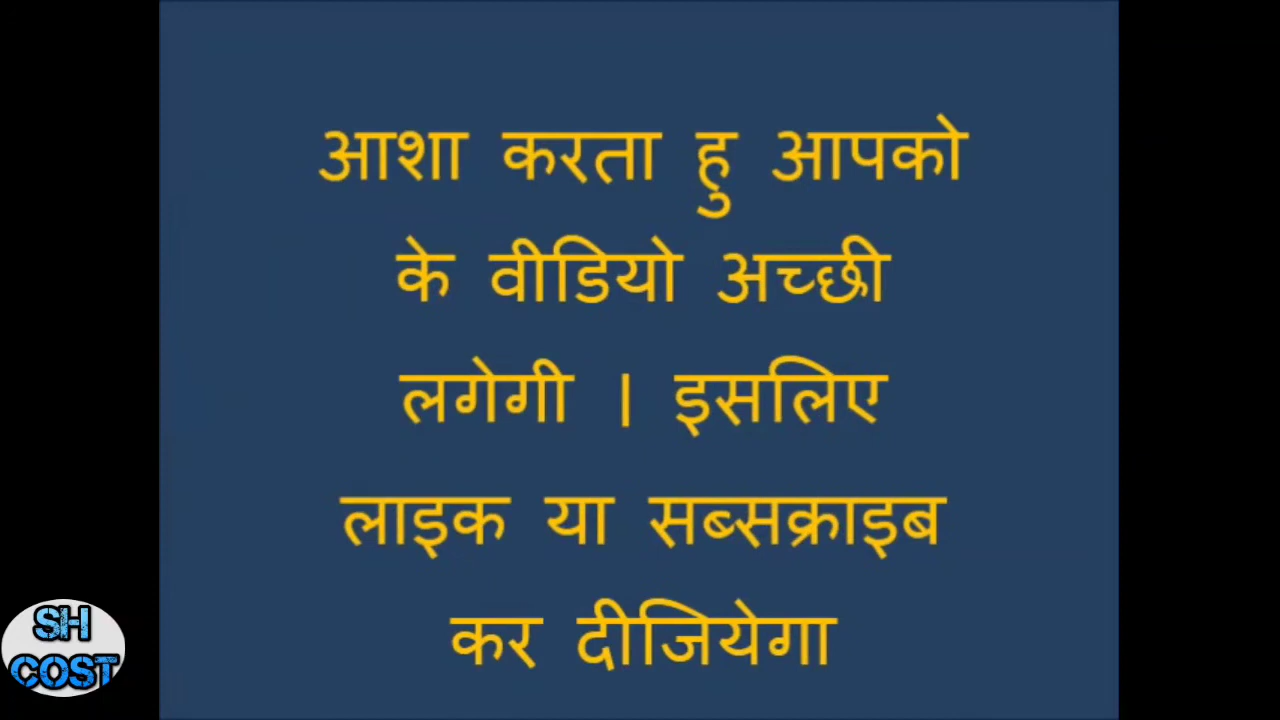 आशा करता हु आपको
के वीडियो अच्छी
लगेगी । इसलिए
लाइक या सब्सक्राइब
कर दीजियेगा
SH
COST